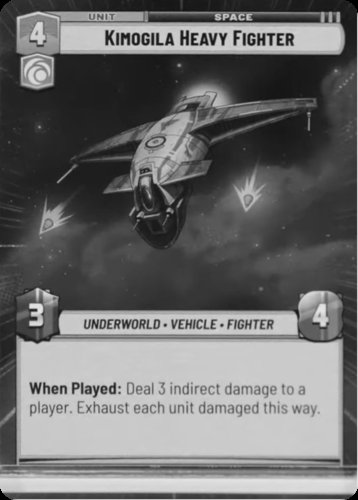 UNIT SPACE
4 KIMOGILA HEAVY FIGHTER
3 UNDERWORLD • VEHICLE • FIGHTER 4
When Played: Deal 3 indirect damage to a
player. Exhaust each unit damaged this way.